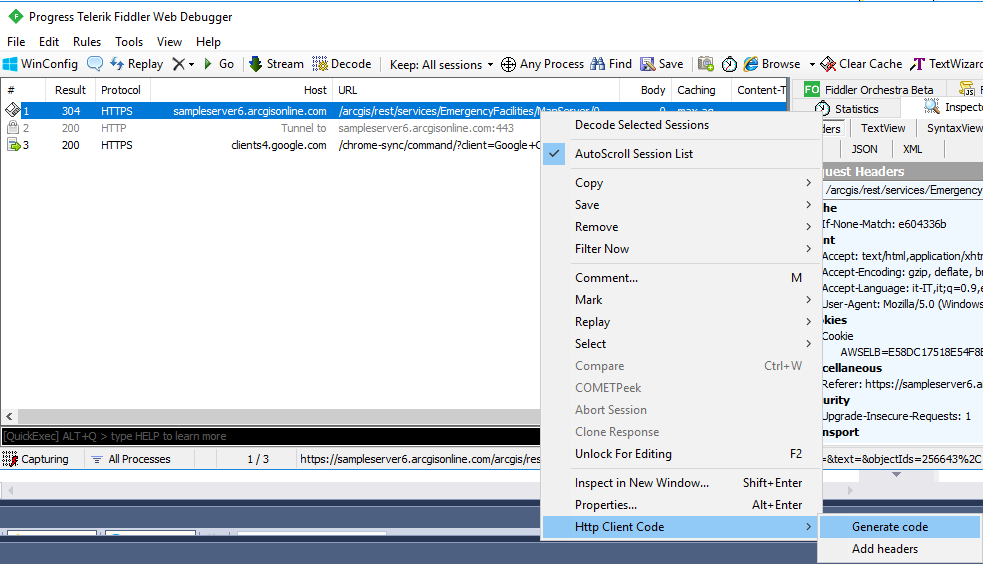 Progress Telerik Fiddler Web Debugger
File Edit Rules Tools View Help
WinConfig Replay Go Stream Decode Keep: All sessions Any Process Find Save Browse Clear Cache TextWizard
# Result Protocol Host URL Body Caching Content-T
1 304 HTTPS sampleserver6.arcgisonline.com /arcgis/rest/services/EmergencyFacilities/MapServer/0 0 max-ag
2 200 HTTP Tunnel to sampleserver6.arcgisonline.com:443
3 200 HTTPS clients4.google.com /chrome-sync/command/?client=Google+C
Decode Selected Sessions
AutoScroll Session List
Copy
Save
Remove
Filter Now
Comment... M
Mark
Replay
Select
Compare Ctrl+W
COMETPeek
Abort Session
Clone Response
Unlock For Editing F2
Inspect in New Window... Shift+Enter
Properties... Alt+Enter
Http Client Code
Generate code
Add headers
FO Fiddler Orchestra Beta JS F
Statistics Inspect
ders TextView SyntaxView
JSON XML
uest Headers
/arcgis/rest/services/Emergency
he
If-None-Match: e604336b
ent
Accept: text/html,application/xht
Accept-Encoding: gzip, deflate, br
Accept-Language: it-IT,it;q=0.9,e
User-Agent: Mozilla/5.0 (Windows
kies
Cookie
AWSELB=E58DC17518E54F8E
cellaneous
Referer: https://sampleserver6.a
urity
Upgrade-Insecure-Requests: 1
nsport
=&text=&objectIds=256643%2C
[QuickExec] ALT+Q > type HELP to learn more
Capturing All Processes 1 / 3 https://sampleserver6.arcgisonline.com/arcgis/res